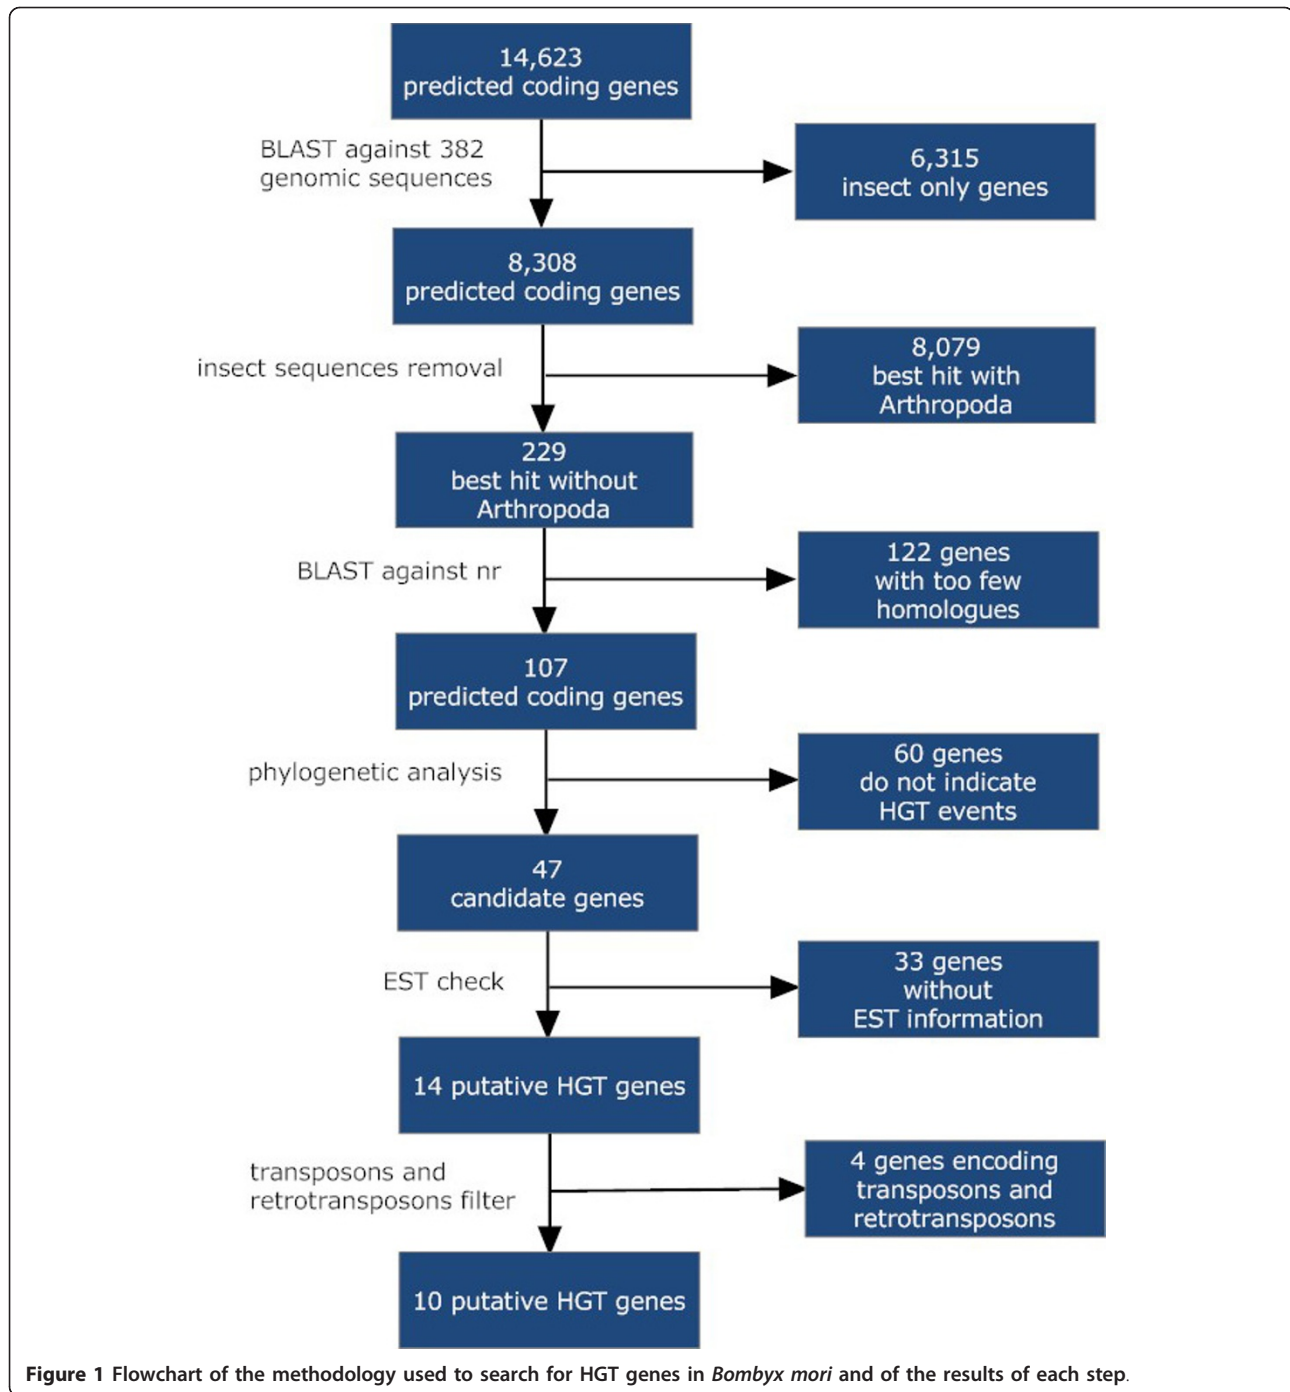 14,623
predicted coding genes
BLAST against 382
genomic sequences
6,315
insect only genes
8,308
predicted coding genes
insect sequences removal
8,079
best hit with
Arthropoda
229
best hit without
Arthropoda
BLAST against nr
122 genes
with too few
homologues
107
predicted coding genes
phylogenetic analysis
60 genes
do not indicate
HGT events
47
candidate genes
EST check
33 genes
without
EST information
14 putative HGT genes
transposons and
retrotransposons filter
4 genes encoding
transposons and
retrotransposons
10 putative HGT genes
Figure 1 Flowchart of the methodology used to search for HGT genes in Bombyx mori and of the results of each step.